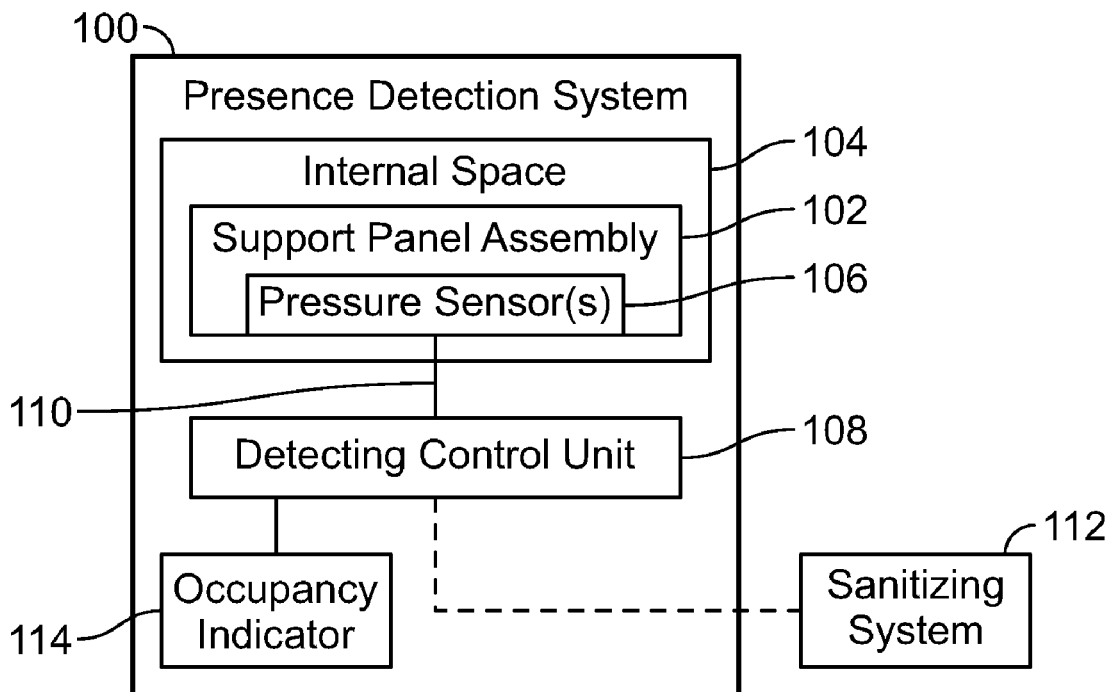 100
Presence Detection System
104
Internal Space
102
Support Panel Assembly
106
Pressure Sensor(s)
110
108
Detecting Control Unit
112
Occupancy
Indicator
Sanitizing
System
114